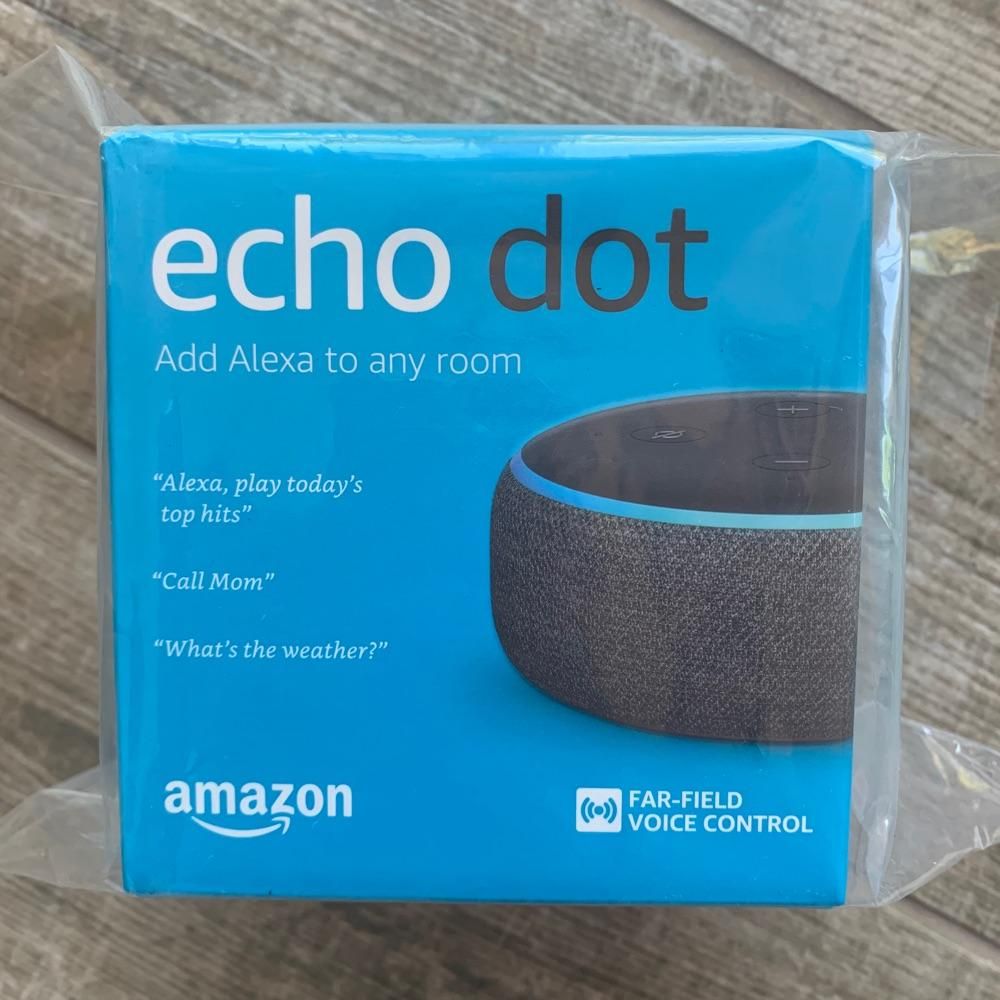 echo dot
Add Alexa to any room
“Alexa, play today’s
top hits”
“Call Mom”
“What’s the weather?”
amazon
FAR-FIELD
VOICE CONTROL